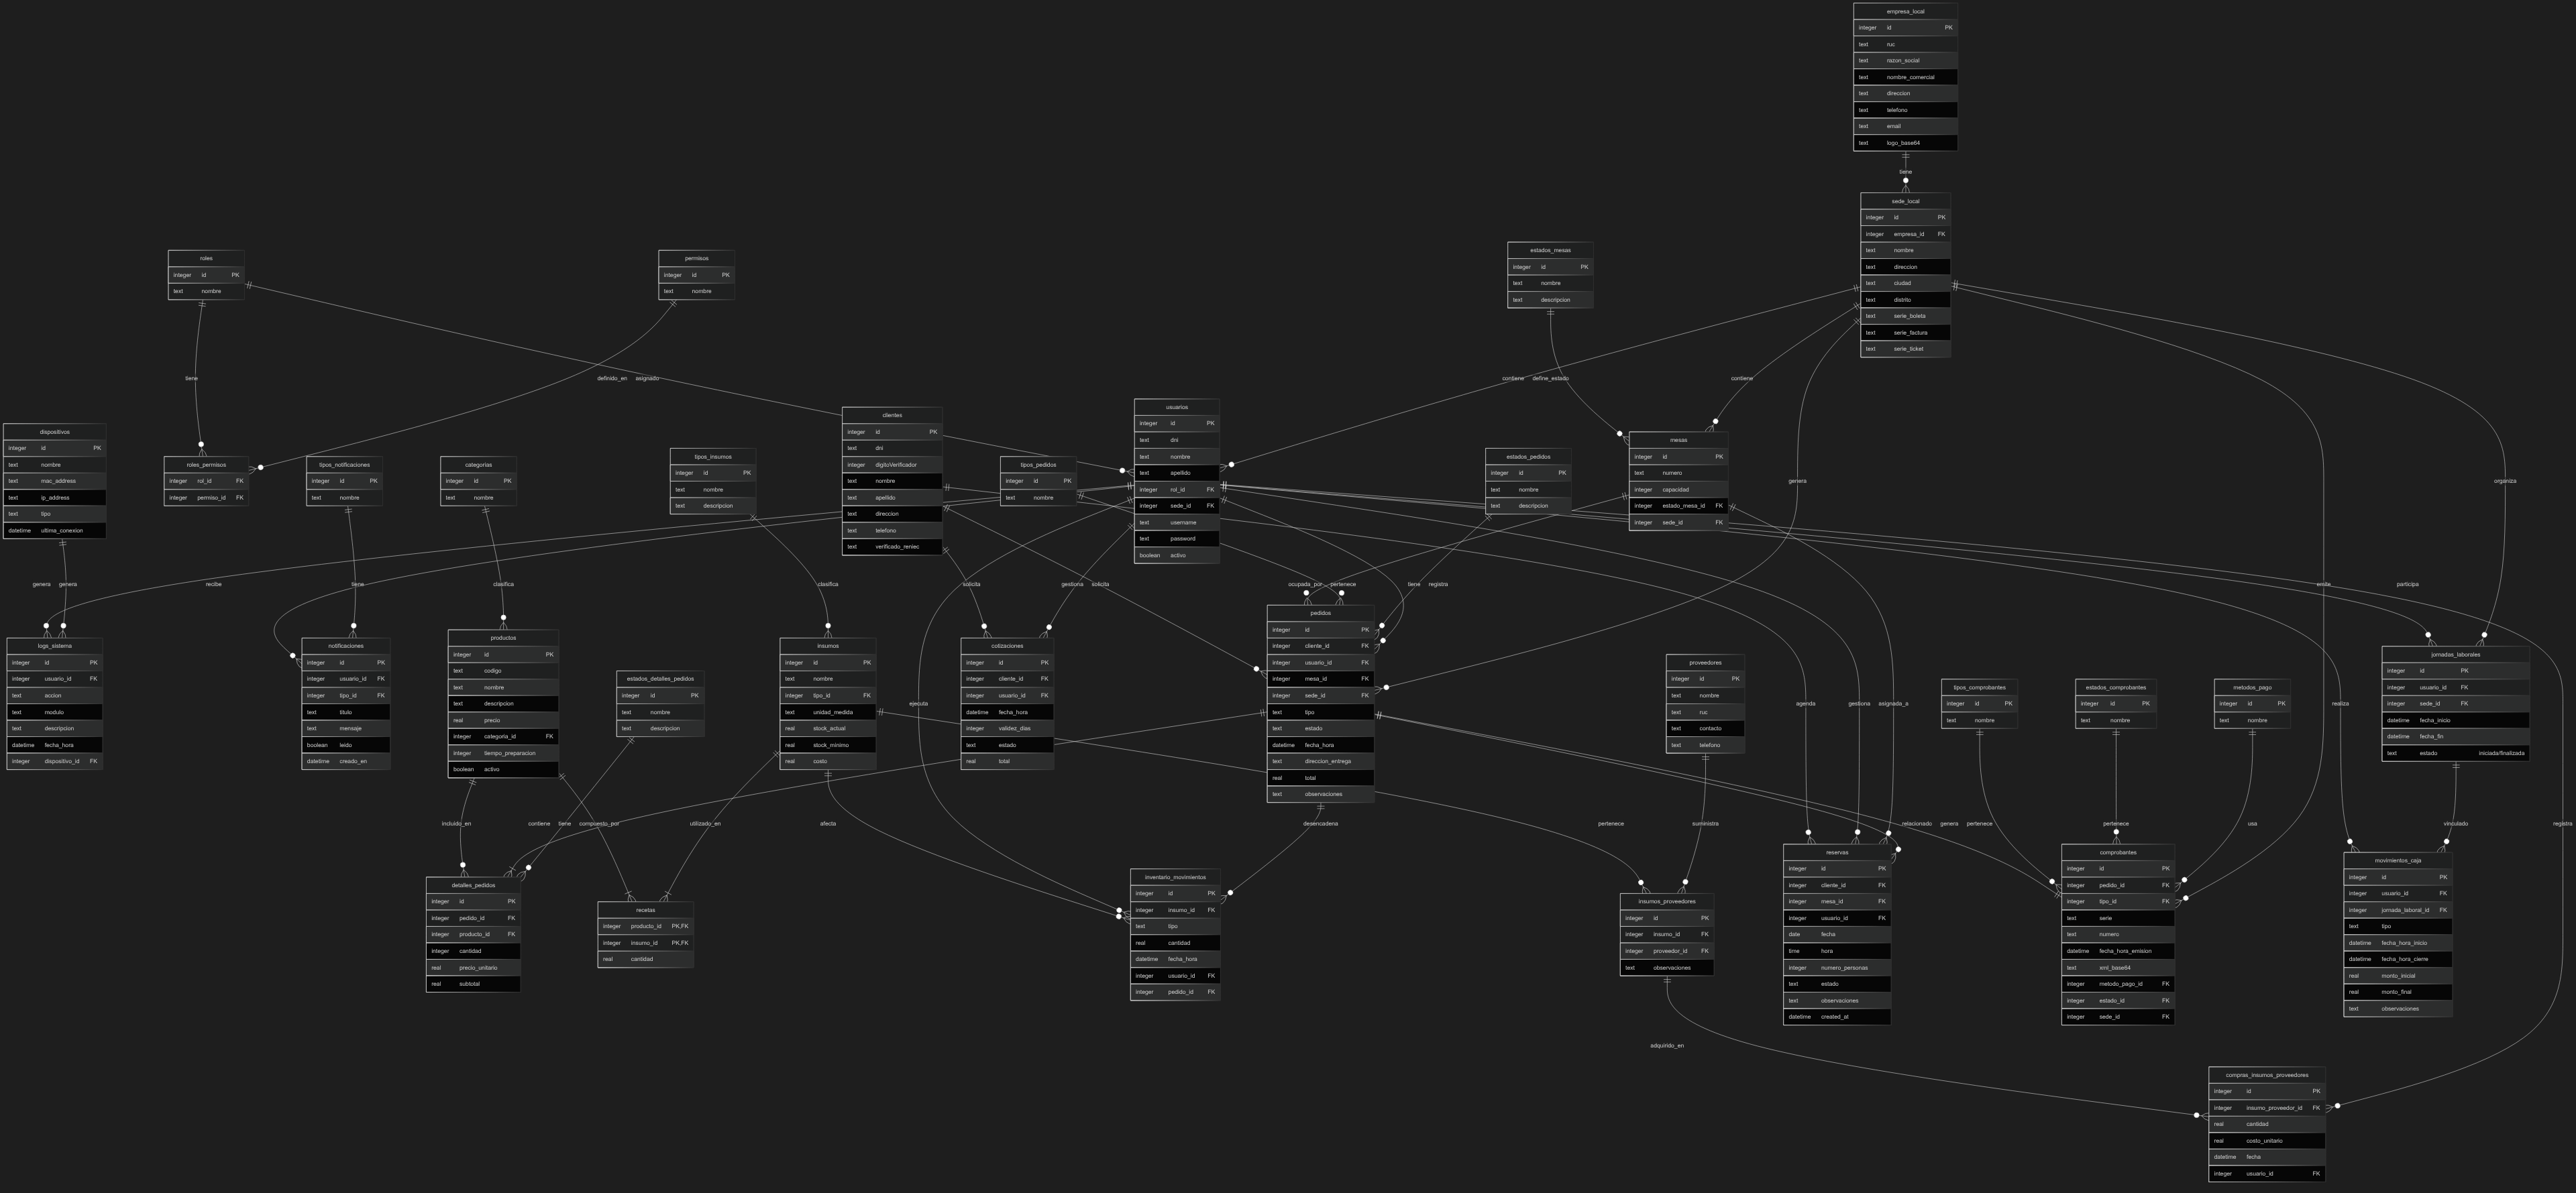 empresa_local
integer id PK
text ruc
text razon_social
text nombre_comercial
text direccion
text telefono
text email
text logo_base64
tiene
sede_local
integer id PK
integer empresa_id FK
text nombre
text direccion
text ciudad
text distrito
text serie_boleta
text serie_factura
text serie_ticket
roles
integer id PK
text nombre
permisos
integer id PK
text nombre
estados_mesas
integer id PK
text nombre
text descripcion
tiene
definido_en
asignado
contiene
define_estado
contiene
genera
organiza
dispositivos
integer id PK
text nombre
text mac_address
text ip_address
text tipo
datetime ultima_conexion
roles_permisos
integer rol_id FK
integer permiso_id FK
tipos_notificaciones
integer id PK
text nombre
categorias
integer id PK
text nombre
tipos_insumos
integer id PK
text nombre
text descripcion
clientes
integer id PK
text dni
integer digitoVerificador
text nombre
text apellido
text direccion
text telefono
text verificado_reniec
tipos_pedidos
integer id PK
text nombre
usuarios
integer id PK
text dni
text nombre
text apellido
integer rol_id FK
integer sede_id FK
text username
text password
boolean activo
estados_pedidos
integer id PK
text nombre
text descripcion
mesas
integer id PK
text numero
integer capacidad
integer estado_mesa_id FK
integer sede_id FK
genera
genera
recibe
tiene
clasifica
clasifica
solicita
gestiona
solicita
ocupada_por
pertenece
tiene
registra
emite
participa
logs_sistema
integer id PK
integer usuario_id FK
text accion
text modulo
text descripcion
datetime fecha_hora
integer dispositivo_id FK
notificaciones
integer id PK
integer usuario_id FK
integer tipo_id FK
text titulo
text mensaje
boolean leido
datetime creado_en
productos
integer id PK
text codigo
text nombre
text descripcion
real precio
integer categoria_id FK
integer tiempo_preparacion
boolean activo
estados_detalles_pedidos
integer id PK
text nombre
text descripcion
insumos
integer id PK
text nombre
integer tipo_id FK
text unidad_medida
real stock_actual
real stock_minimo
real costo
cotizaciones
integer id PK
integer cliente_id FK
integer usuario_id FK
datetime fecha_hora
integer validez_dias
text estado
real total
pedidos
integer id PK
integer cliente_id FK
integer usuario_id FK
integer mesa_id FK
integer sede_id FK
text tipo
text estado
datetime fecha_hora
text direccion_entrega
real total
text observaciones
proveedores
integer id PK
text nombre
text ruc
text contacto
text telefono
tipos_comprobantes
integer id PK
text nombre
estados_comprobantes
integer id PK
text nombre
metodos_pago
integer id PK
text nombre
jornadas_laborales
integer id PK
integer usuario_id FK
integer sede_id FK
datetime fecha_inicio
datetime fecha_fin
text estado iniciada/finalizada
ejecuta
agenda
gestiona
asignada_a
realiza
incluido_en
contiene
tiene
compuesto_por
utilizado_en
afecta
desencadena
pertenece
suministra
relacionado
genera
pertenece
pertenece
usa
vinculado
registra
detalles_pedidos
integer id PK
integer pedido_id FK
integer producto_id FK
integer cantidad
real precio_unitario
real subtotal
recetas
integer producto_id PK,FK
integer insumo_id PK,FK
real cantidad
inventario_movimientos
integer id PK
integer insumo_id FK
text tipo
real cantidad
datetime fecha_hora
integer usuario_id FK
integer pedido_id FK
insumos_proveedores
integer id PK
integer insumo_id FK
integer proveedor_id FK
text observaciones
reservas
integer id PK
integer cliente_id FK
integer mesa_id FK
integer usuario_id FK
date fecha
time hora
integer numero_personas
text estado
text observaciones
datetime created_at
comprobantes
integer id PK
integer pedido_id FK
integer tipo_id FK
text serie
text numero
datetime fecha_hora_emision
text xml_base64
integer metodo_pago_id FK
integer estado_id FK
integer sede_id FK
movimientos_caja
integer id PK
integer usuario_id FK
integer jornada_laboral_id FK
text tipo
datetime fecha_hora_inicio
datetime fecha_hora_cierre
real monto_inicial
real monto_final
text observaciones
adquirido_en
compras_insumos_proveedores
integer id PK
integer insumo_proveedor_id FK
real cantidad
real costo_unitario
datetime fecha
integer usuario_id FK